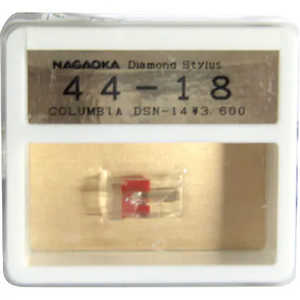 NAGAOKA Diamond Stylus
44-18
COLUMBIA DSN-14 ¥3,600